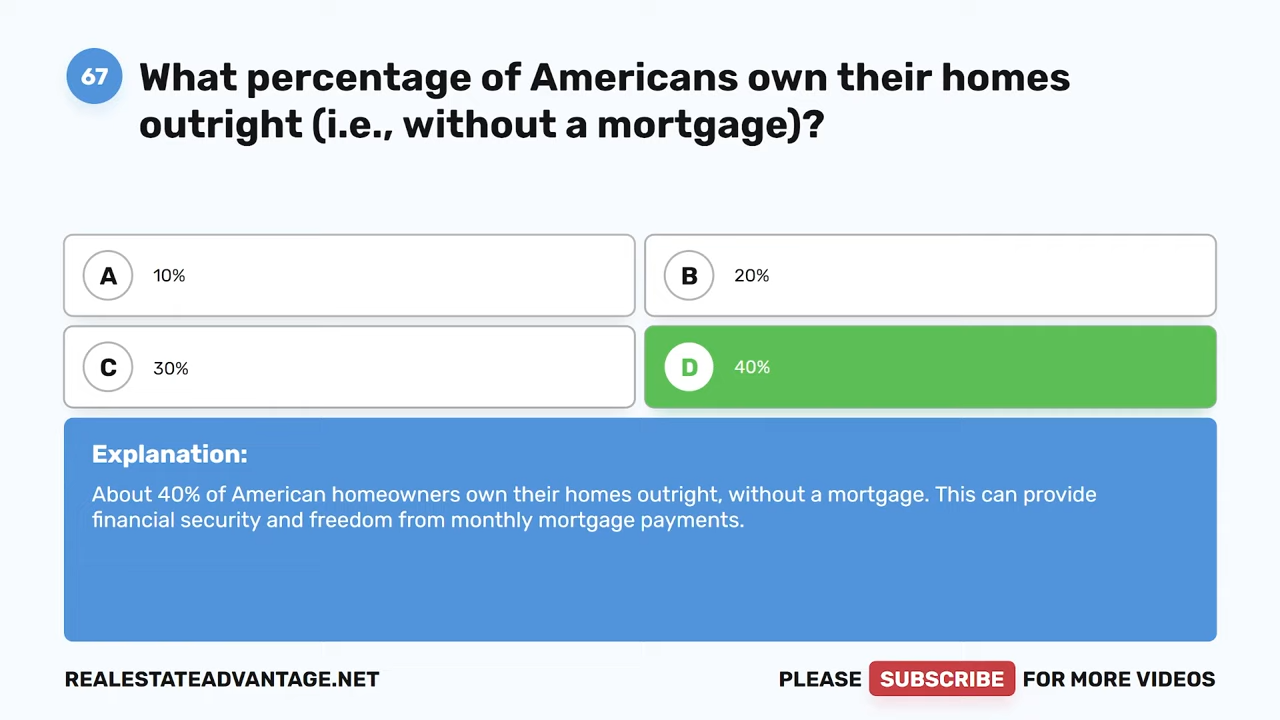 67
What percentage of Americans own their homes
outright (i.e., without a mortgage)?
A 10%
B 20%
C 30%
D 40%
Explanation:
About 40% of American homeowners own their homes outright, without a mortgage. This can provide
financial security and freedom from monthly mortgage payments.
REALESTATEADVANTAGE.NET
PLEASE SUBSCRIBE FOR MORE VIDEOS